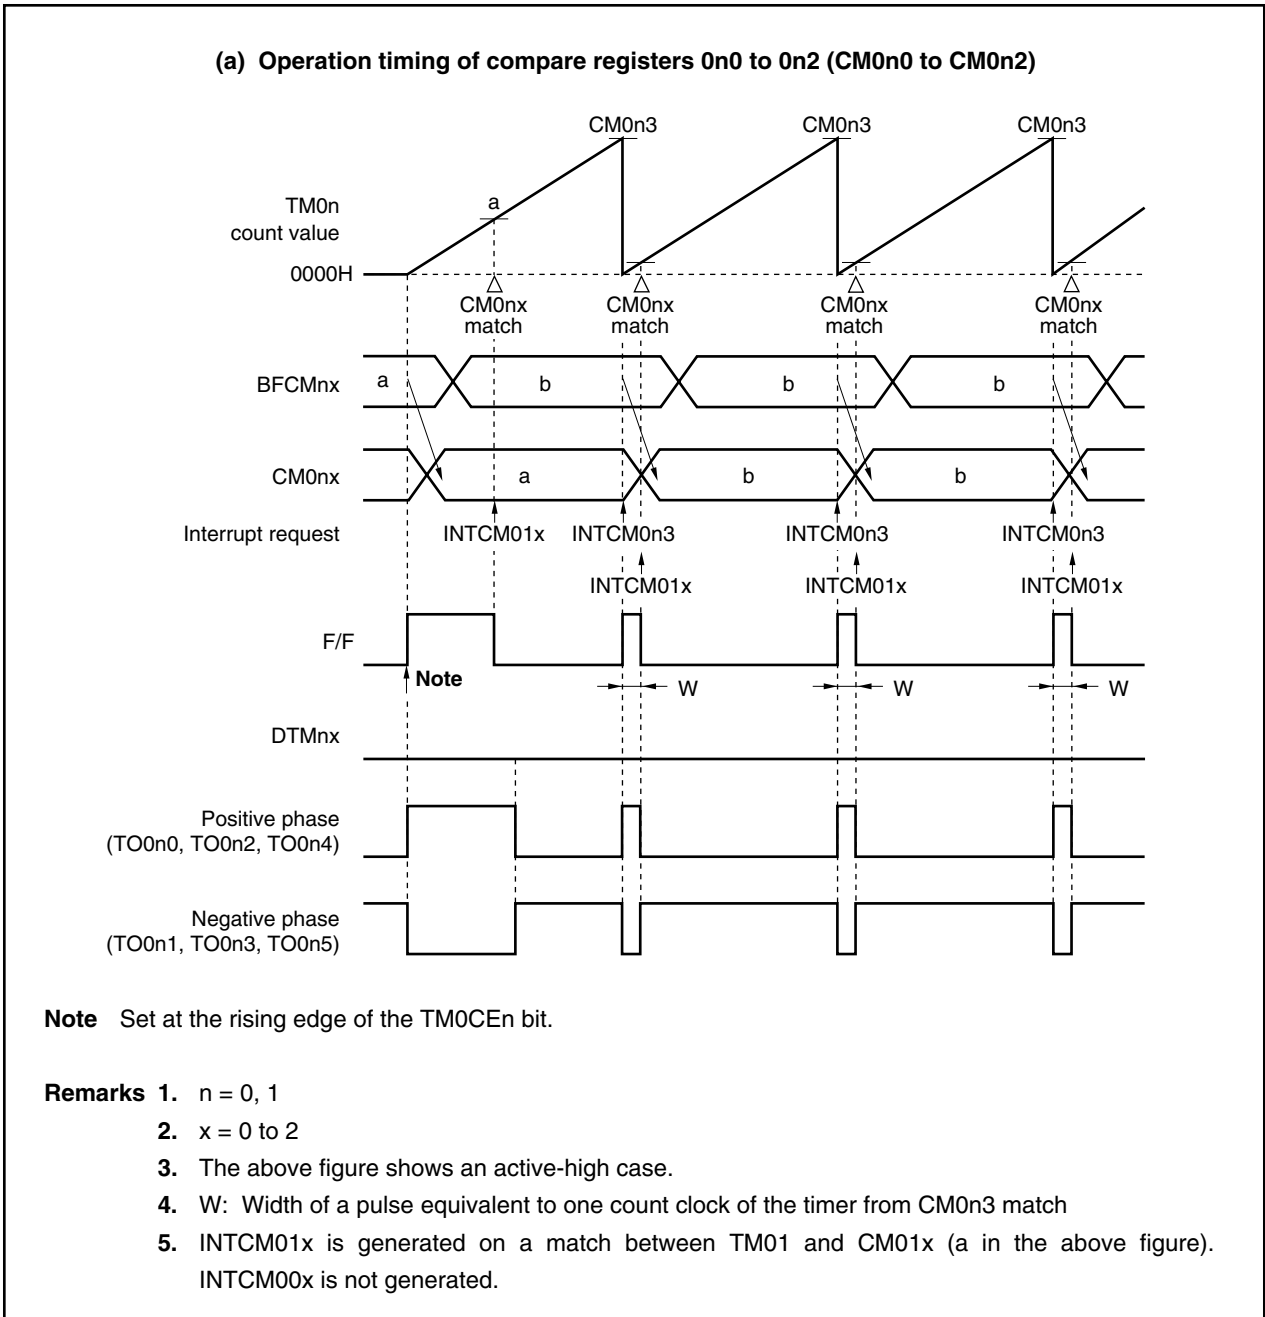 (a) Operation timing of compare registers 0n0 to 0n2 (CM0n0 to CM0n2)
CM0n3 CM0n3 CM0n3
TM0n
count value
a
0000H
CM0nx
match
CM0nx
match
CM0nx
match
CM0nx
match
BFCMnx a b b b
CM0nx a b b
Interrupt request INTCM01x INTCM0n3 INTCM0n3 INTCM0n3
INTCM01x INTCM01x INTCM01x
F/F
Note W W W
DTMnx
Positive phase
(TO0n0, TO0n2, TO0n4)
Negative phase
(TO0n1, TO0n3, TO0n5)
Note Set at the rising edge of the TM0CEn bit.
Remarks 1. n = 0, 1
2. x = 0 to 2
3. The above figure shows an active-high case.
4. W: Width of a pulse equivalent to one count clock of the timer from CM0n3 match
5. INTCM01x is generated on a match between TM01 and CM01x (a in the above figure).
INTCM00x is not generated.